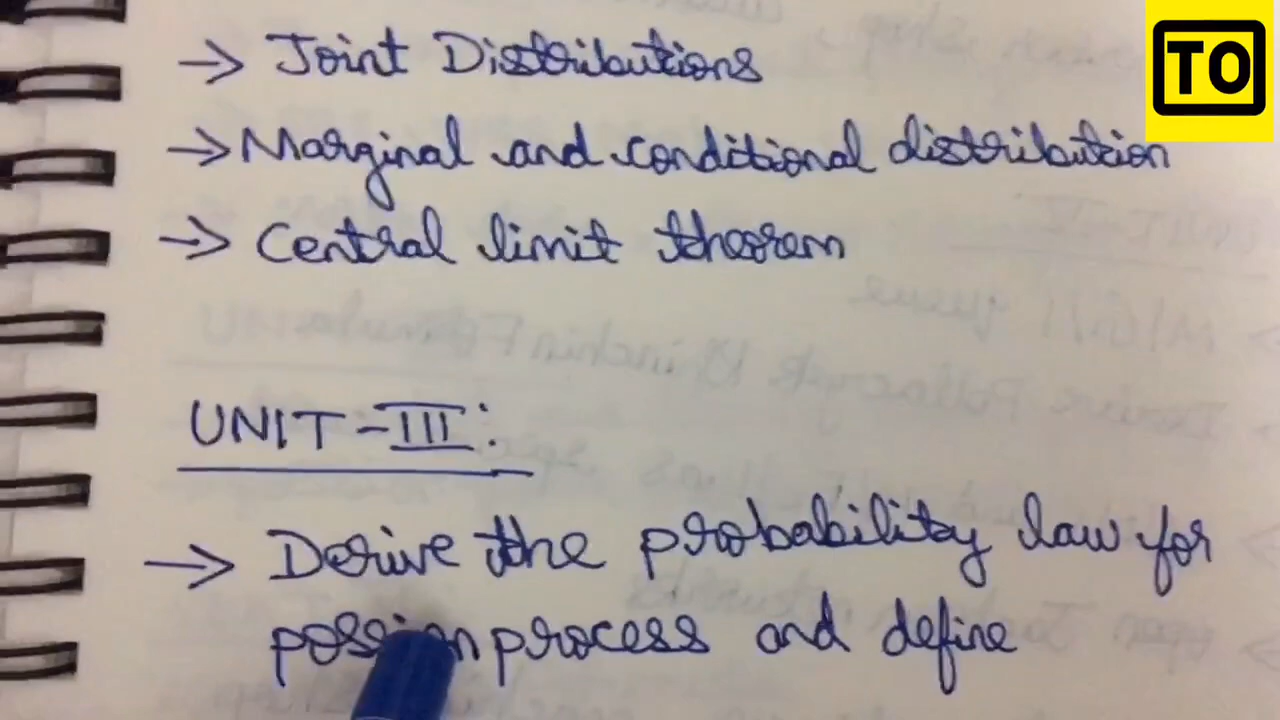 TO
→ Joint Distributions
→ Marginal and conditional distribution
→ Central limit theorem
UNIT-III:
→ Derive the probability law for
process and define